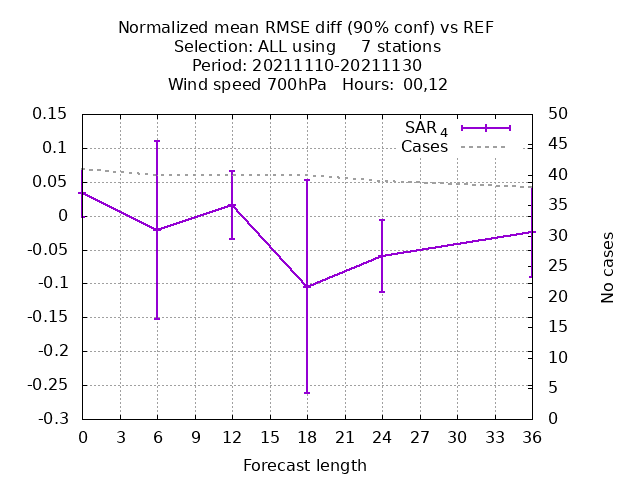 Normalized mean RMSE diff (90% conf) vs REF
Selection: ALL using     7 stations
Period: 20211110-20211130
Wind speed 700hPa   Hours:  00,12
SAR 4
Cases
0.15
0.1
0.05
0
-0.05
-0.1
-0.15
-0.2
-0.25
-0.3
50
45
40
35
30
25
20
15
10
5
0
No cases
0 3 6 9 12 15 18 21 24 27 30 33 36
Forecast length